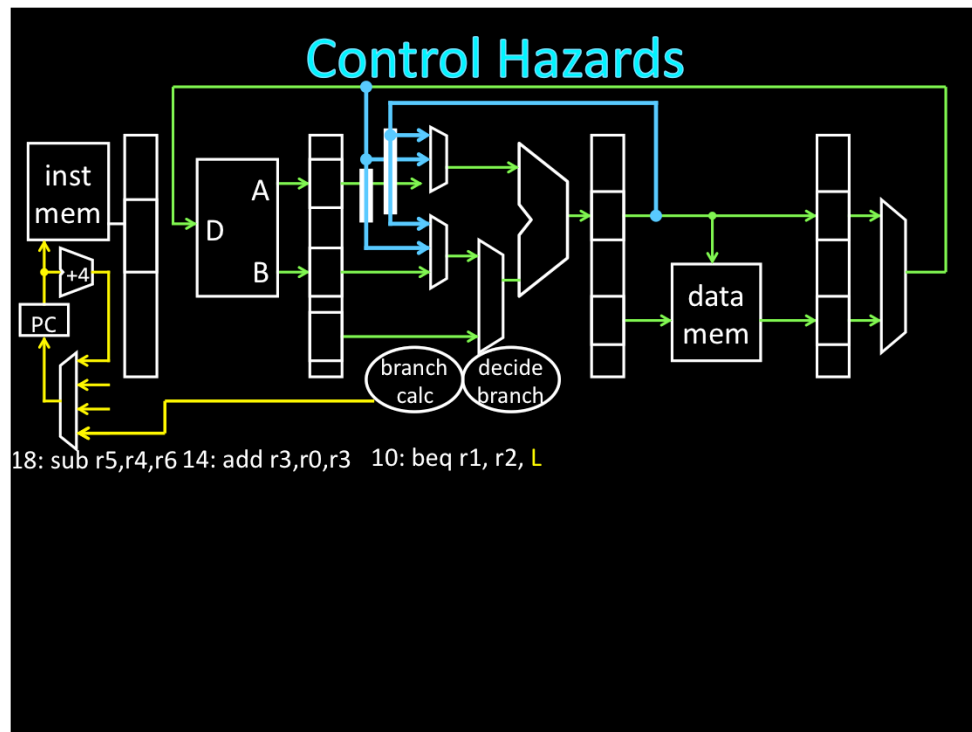 Control Hazards
inst
mem
+4
PC
A
D
B
branch
calc
decide
branch
data
mem
18: sub r5,r4,r6 14: add r3,r0,r3 10: beq r1, r2, L